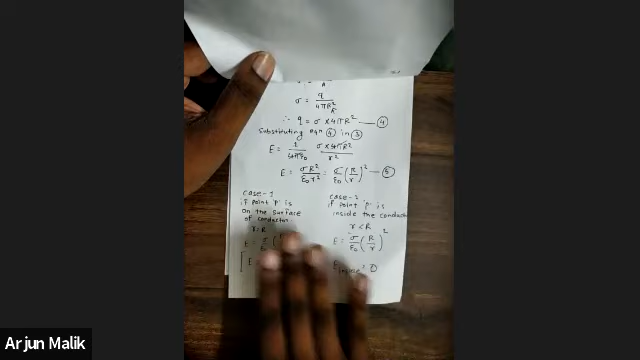 σ = q / 4πR²
∴ q = σ × 4πR² —— ④
Substituting eqn ④ in ③
E = 1/4πε₀ σ × 4πR²/r²
E = σR²/ε₀r² = σ/ε₀ (R/r)² —— ⑤
case-1
if point 'p' is
on the surface
of conductor
r = R
E = σ/ε₀
E
case-2
if point 'p' is
inside the conductor
r < R
E = σ/ε₀ (R/r)²
= 0
Arjun Malik